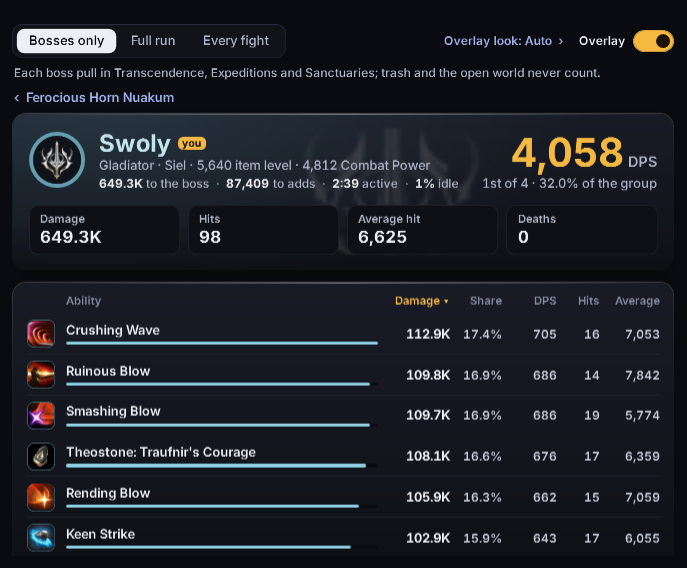 Bosses only Full run Every fight Overlay look: Auto › Overlay
Each boss pull in Transcendence, Expeditions and Sanctuaries; trash and the open world never count.
‹ Ferocious Horn Nuakum
Swoly you
4,058 DPS
Gladiator · Siel · 5,640 item level · 4,812 Combat Power
649.3K to the boss · 87,409 to adds · 2:39 active · 1% idle
1st of 4 · 32.0% of the group
Damage Hits Average hit Deaths
649.3K 98 6,625 0
Ability Damage ▾ Share DPS Hits Average
Crushing Wave 112.9K 17.4% 705 16 7,053
Ruinous Blow 109.8K 16.9% 686 14 7,842
Smashing Blow 109.7K 16.9% 686 19 5,774
Theostone: Traufnir's Courage 108.1K 16.6% 676 17 6,359
Rending Blow 105.9K 16.3% 662 15 7,059
Keen Strike 102.9K 15.9% 643 17 6,055